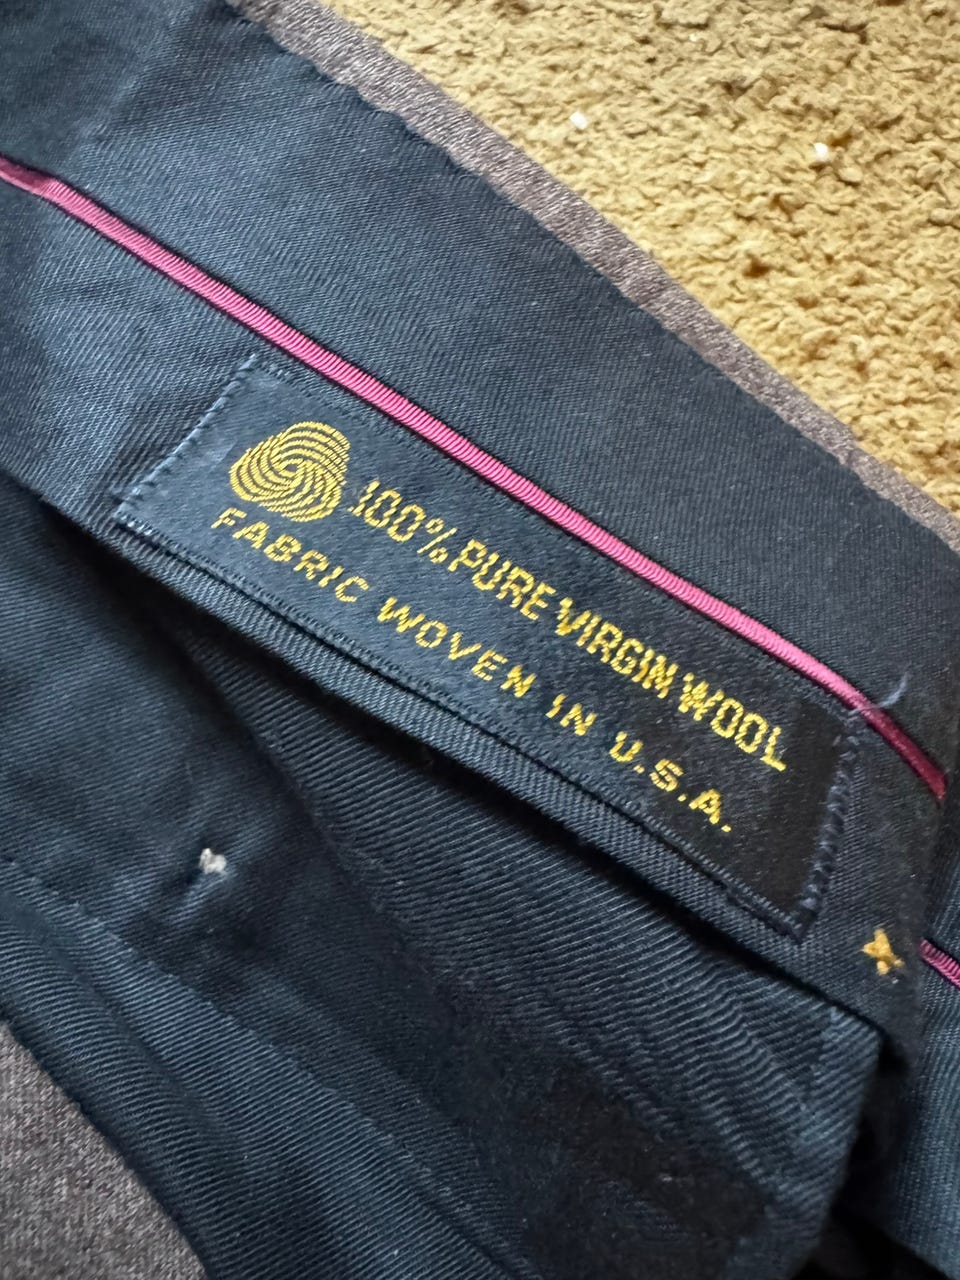 100% PURE VIRGIN WOOL
FABRIC WOVEN IN U.S.A.